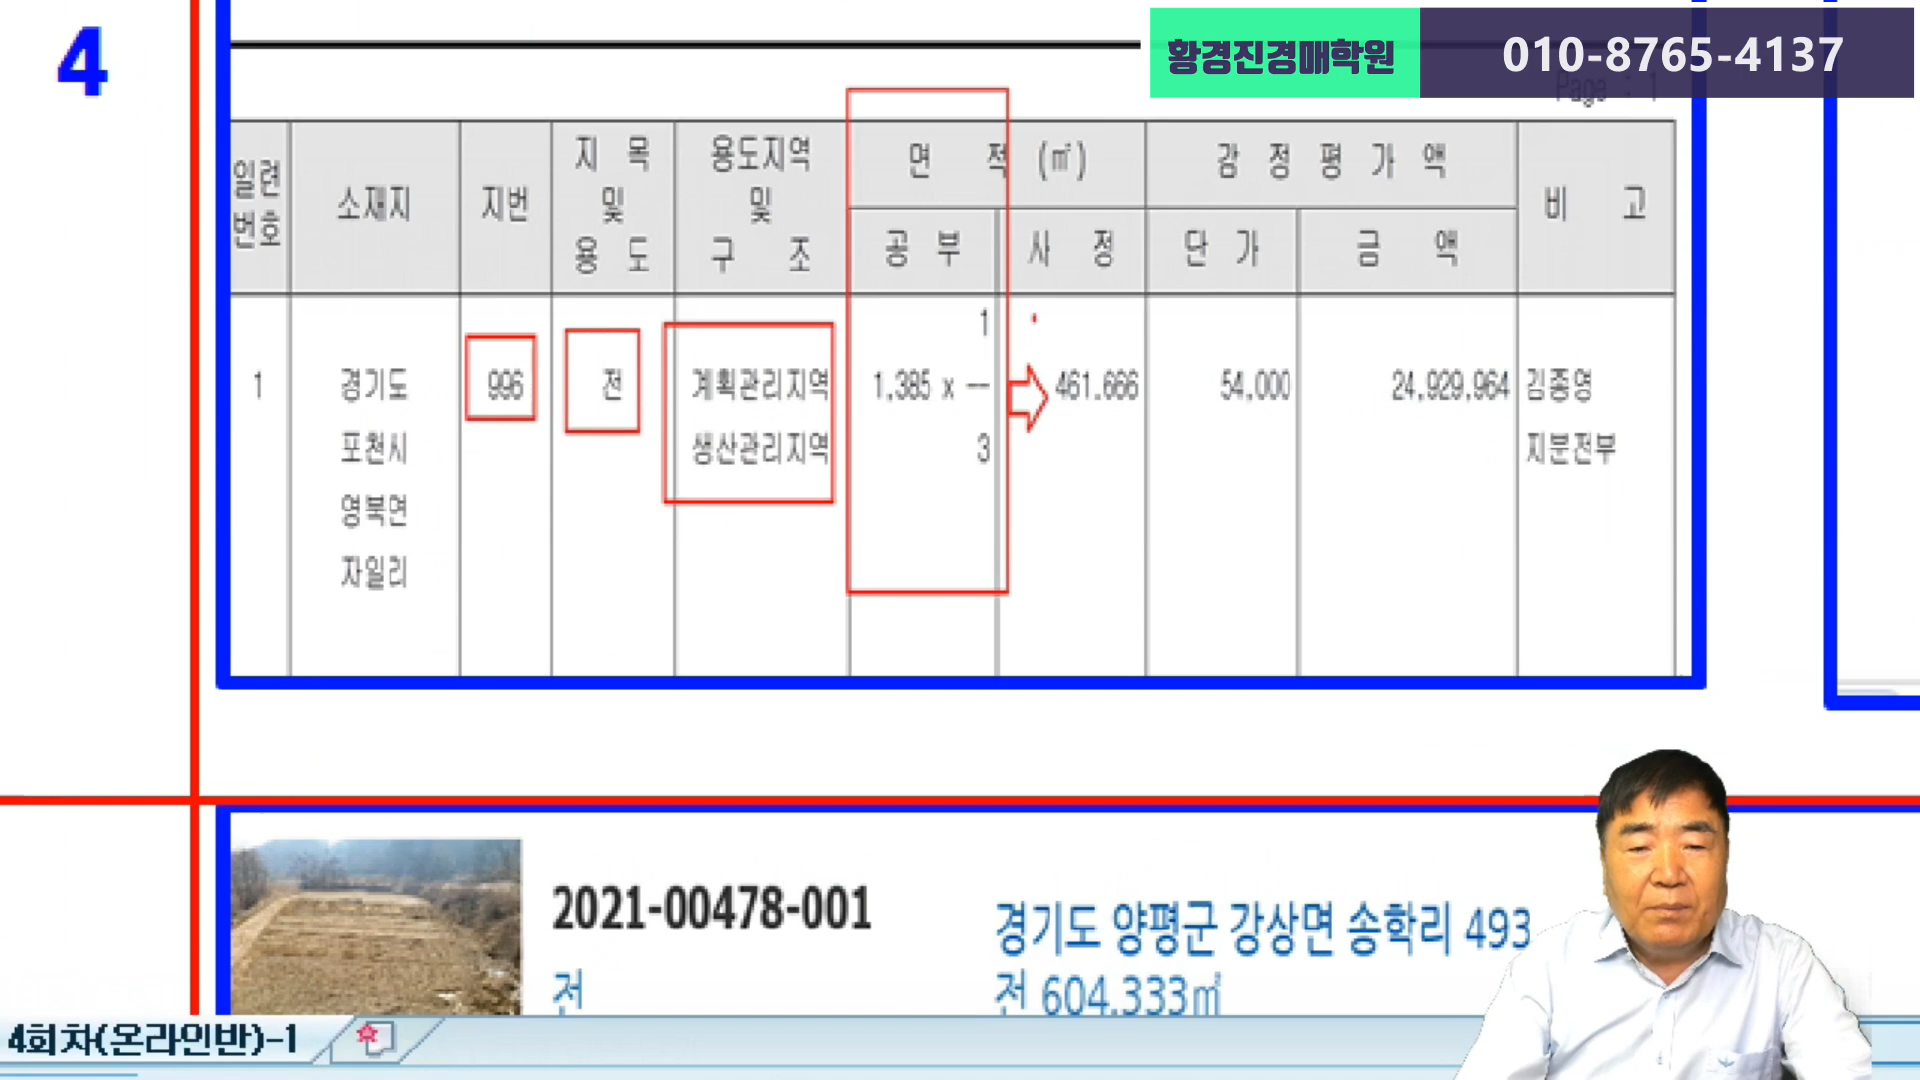 4
황경진경매학원
010-8765-4137
Page : 1
일련번호
소재지
지번
지목 및 용도
용도지역 및 구조
면 적 (㎡)
공 부
사 정
감 정 평 가 액
단 가
금 액
비 고
1
경기도
포천시
영북면
자일리
996
전
계획관리지역
생산관리지역
1
1,385 x ―
3
461.666
54,000
24,929,964
김종영
지분전부
2021-00478-001
전
경기도 양평군 강상면 송학리 493
전 604.333㎡
4회차(온라인반)-1